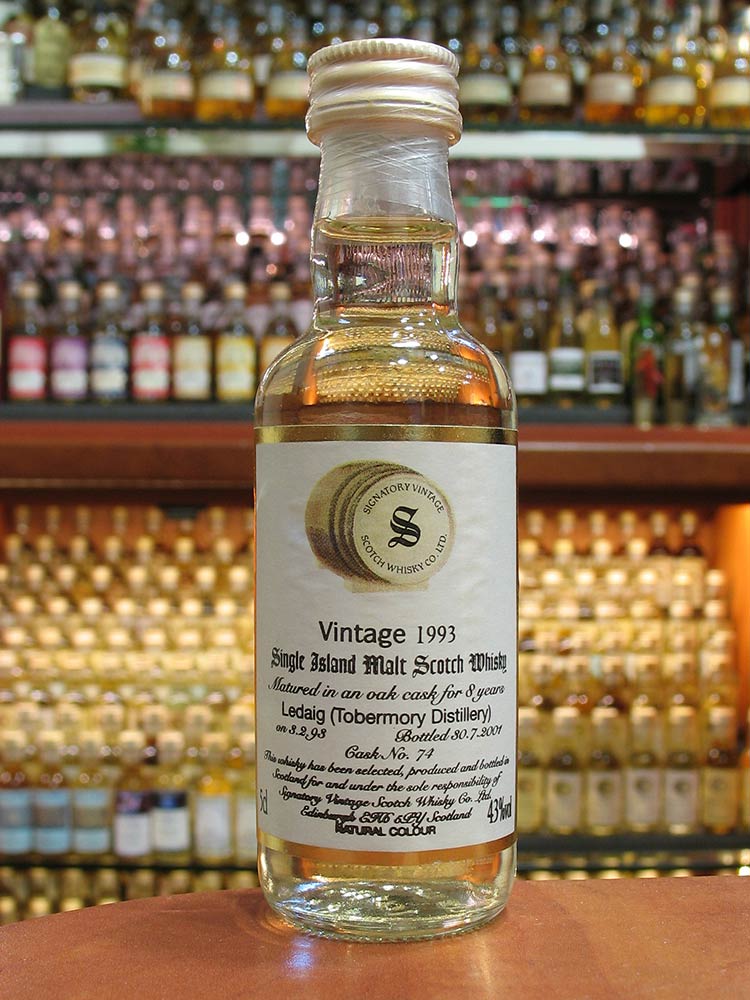 SIGNATORY VINTAGE
S
SCOTCH WHISKY CO. LTD.
Vintage 1993
Single Island Malt Scotch Whisky
Matured in an oak cask for 8 years
Ledaig (Tobermory Distillery)
on 3.2.93 Bottled 30.7.2001
Cask No. 74
This whisky has been selected, produced and bottled in
Scotland for and under the sole responsibility of
Signatory Vintage Scotch Whisky Co. Ltd.
5cl Edinburgh EH6 5PY Scotland 43%vol
NATURAL COLOUR